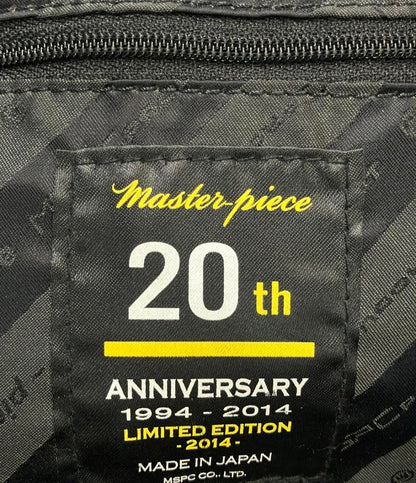 Master-piece
20th
ANNIVERSARY
1994 - 2014
LIMITED EDITION
- 2014 -
MADE IN JAPAN
MSPC CO., LTD.